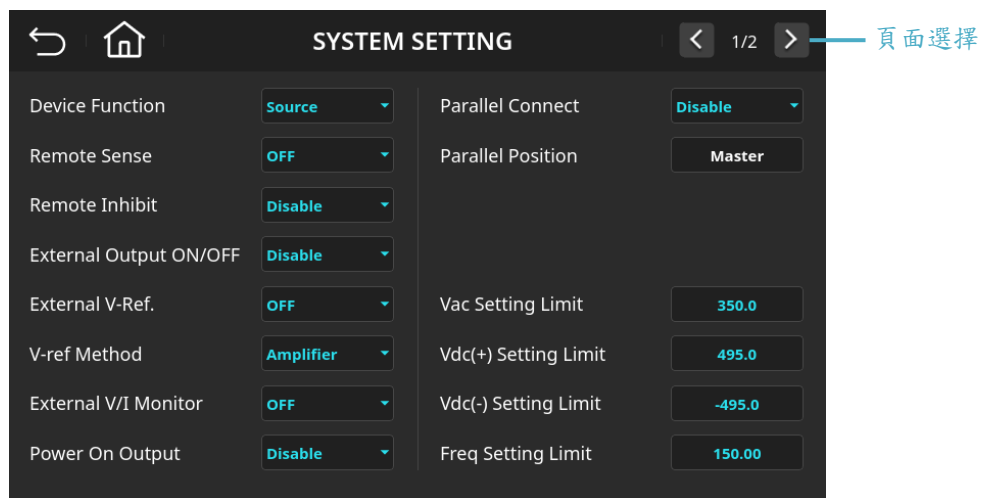 SYSTEM SETTING
1/2
頁面選擇
Device Function Source
Remote Sense OFF
Remote Inhibit Disable
External Output ON/OFF Disable
External V-Ref. OFF
V-ref Method Amplifier
External V/I Monitor OFF
Power On Output Disable
Parallel Connect Disable
Parallel Position Master
Vac Setting Limit 350.0
Vdc(+) Setting Limit 495.0
Vdc(-) Setting Limit -495.0
Freq Setting Limit 150.00